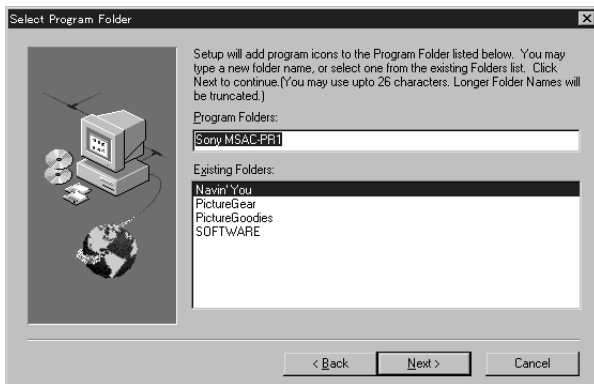 Select Program Folder
Setup will add program icons to the Program Folder listed below.  You may
type a new folder name, or select one from the existing Folders list.  Click
Next to continue.(You may use upto 26 characters. Longer Folder Names will
be truncated.)
Program Folders:
Sony MSAC-PR1
Existing Folders:
Navin'You
PictureGear
PictureGoodies
SOFTWARE
< Back
Next >
Cancel